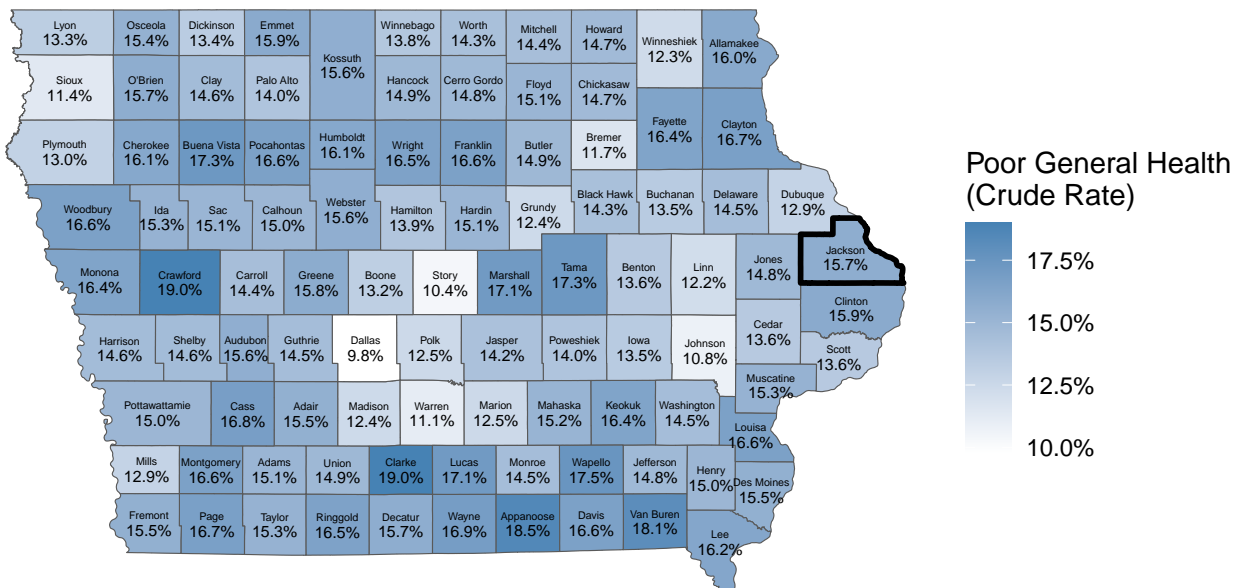 Lyon
13.3%
Osceola
15.4%
Dickinson
13.4%
Emmet
15.9%
Kossuth
15.6%
Winnebago
13.8%
Worth
14.3%
Mitchell
14.4%
Howard
14.7%
Winneshiek
12.3%
Allamakee
16.0%
Sioux
11.4%
O'Brien
15.7%
Clay
14.6%
Palo Alto
14.0%
Hancock
14.9%
Cerro Gordo
14.8%
Floyd
15.1%
Chickasaw
14.7%
Fayette
16.4%
Clayton
16.7%
Plymouth
13.0%
Cherokee
16.1%
Buena Vista
17.3%
Pocahontas
16.6%
Humboldt
16.1%
Wright
16.5%
Franklin
16.6%
Butler
14.9%
Bremer
11.7%
Woodbury
16.6%
Ida
15.3%
Sac
15.1%
Calhoun
15.0%
Webster
15.6%
Hamilton
13.9%
Hardin
15.1%
Grundy
12.4%
Black Hawk
14.3%
Buchanan
13.5%
Delaware
14.5%
Dubuque
12.9%
Monona
16.4%
Crawford
19.0%
Carroll
14.4%
Greene
15.8%
Boone
13.2%
Story
10.4%
Marshall
17.1%
Tama
17.3%
Benton
13.6%
Linn
12.2%
Jones
14.8%
Jackson
15.7%
Clinton
15.9%
Harrison
14.6%
Shelby
14.6%
Audubon
15.6%
Guthrie
14.5%
Dallas
9.8%
Polk
12.5%
Jasper
14.2%
Poweshiek
14.0%
Iowa
13.5%
Johnson
10.8%
Cedar
13.6%
Scott
13.6%
Muscatine
15.3%
Pottawattamie
15.0%
Cass
16.8%
Adair
15.5%
Madison
12.4%
Warren
11.1%
Marion
12.5%
Mahaska
15.2%
Keokuk
16.4%
Washington
14.5%
Louisa
16.6%
Mills
12.9%
Montgomery
16.6%
Adams
15.1%
Union
14.9%
Clarke
19.0%
Lucas
17.1%
Monroe
14.5%
Wapello
17.5%
Jefferson
14.8%
Henry
15.0%
Des Moines
15.5%
Fremont
15.5%
Page
16.7%
Taylor
15.3%
Ringgold
16.5%
Decatur
15.7%
Wayne
16.9%
Appanoose
18.5%
Davis
16.6%
Van Buren
18.1%
Lee
16.2%
Poor General Health
(Crude Rate)
17.5%
15.0%
12.5%
10.0%